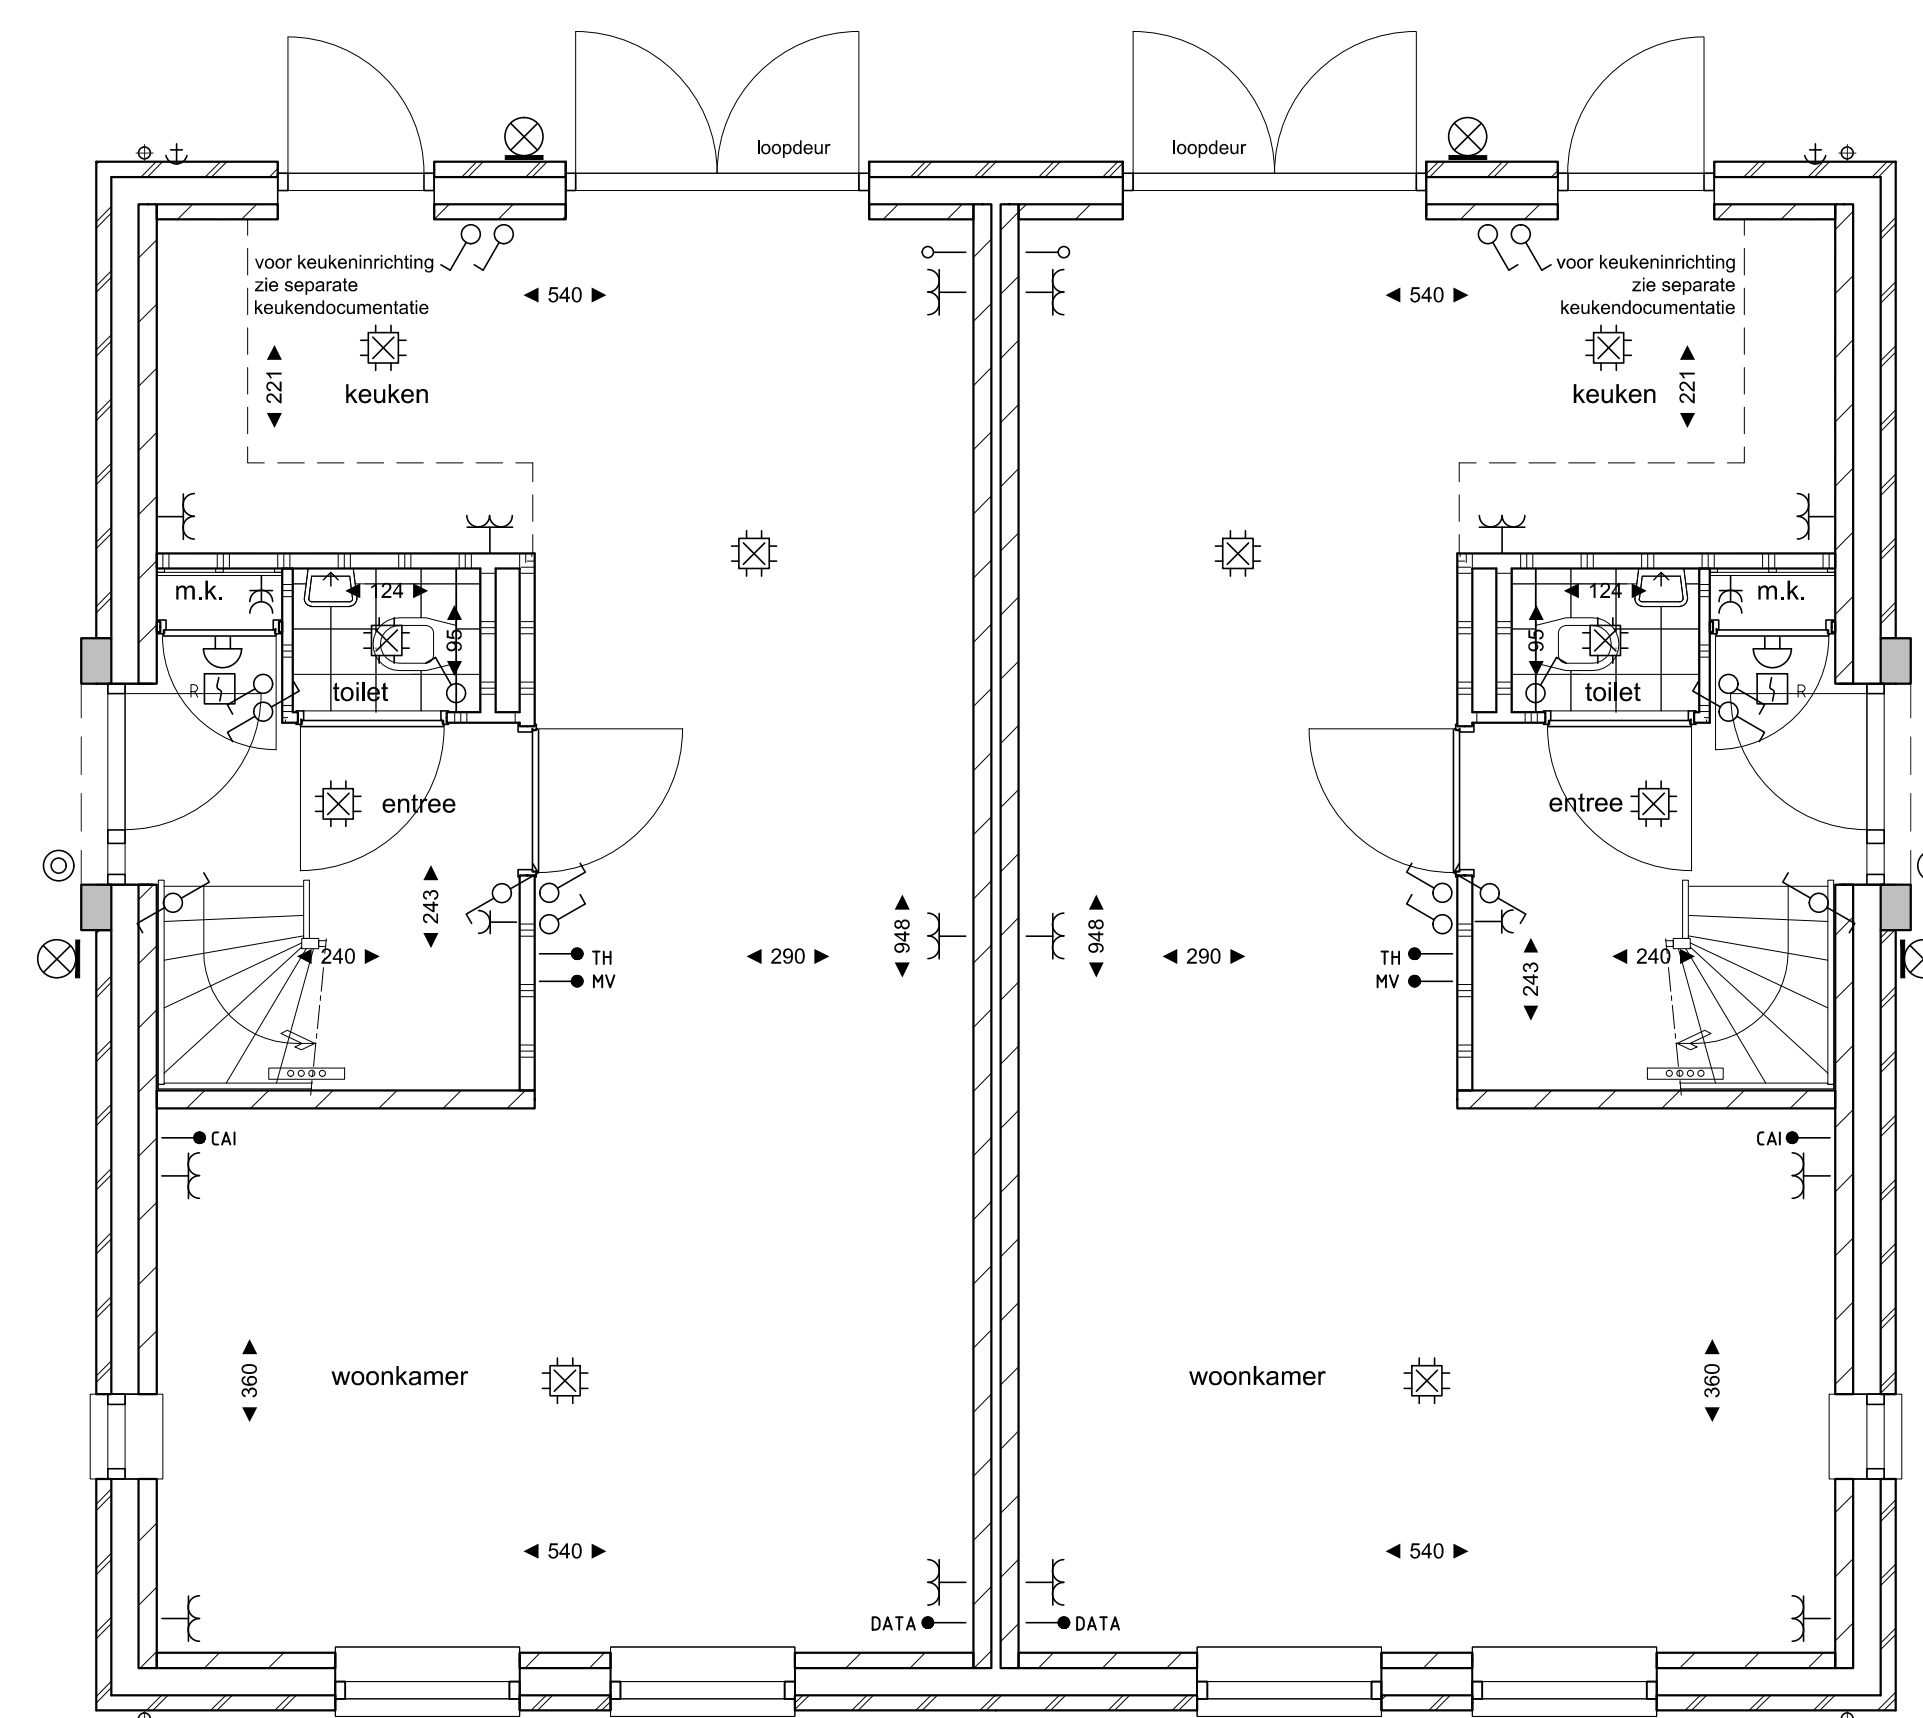 loopdeur
loopdeur
voor keukeninrichting
zie separate
keukendocumentatie
voor keukeninrichting
zie separate
keukendocumentatie
540
540
221
keuken
keuken
221
m.k.
124
95
toilet
R
124
95
toilet
m.k.
R
entree
entree
243
240
948
290
TH
MV
948
290
TH
MV
243
240
CAI
CAI
360
woonkamer
woonkamer
360
540
540
DATA
DATA